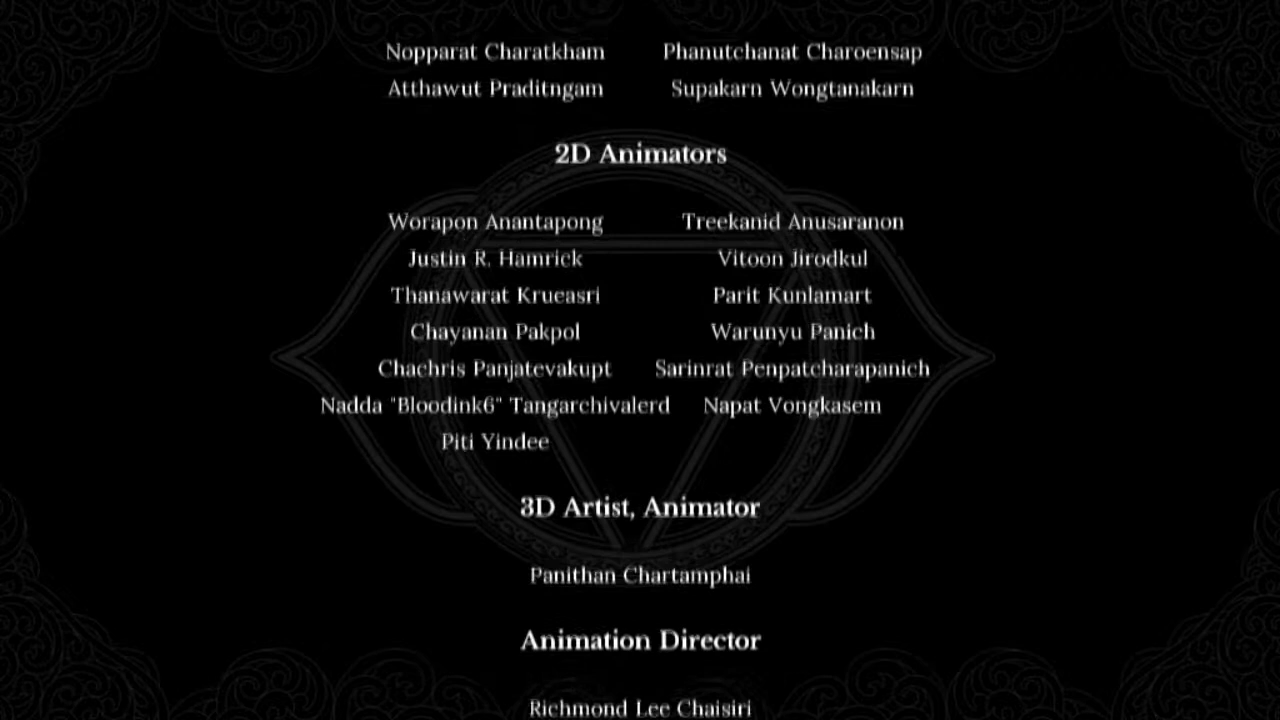 Nopparat Charatkham Phanutchanat Charoensap
Atthawut Praditngam Supakarn Wongtanakarn
2D Animators
Worapon Anantapong Treekanid Anusaranon
Justin R. Hamrick Vitoon Jirodkul
Thanawarat Krueasri Parit Kunlamart
Chayanan Pakpol Warunyu Panich
Chachris Panjatevakupt Sarinrat Penpatcharapanich
Nadda "Bloodink6" Tangarchivalerd Napat Vongkasem
Piti Yindee
3D Artist, Animator
Panithan Chartamphai
Animation Director
Richmond Lee Chaisiri